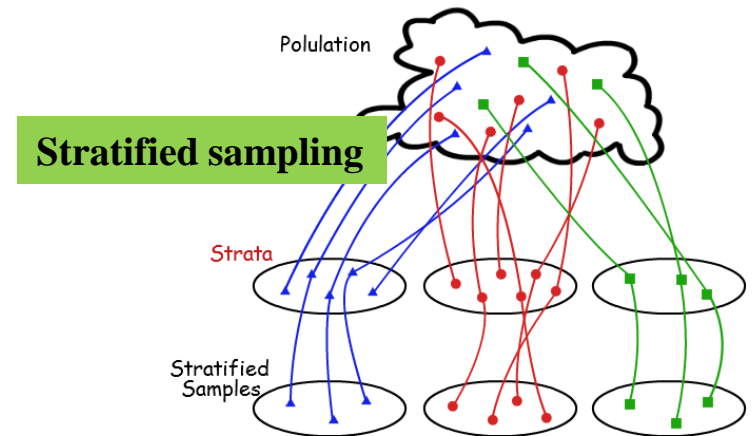 Polulation
Stratified sampling
Strata
Stratified
Samples